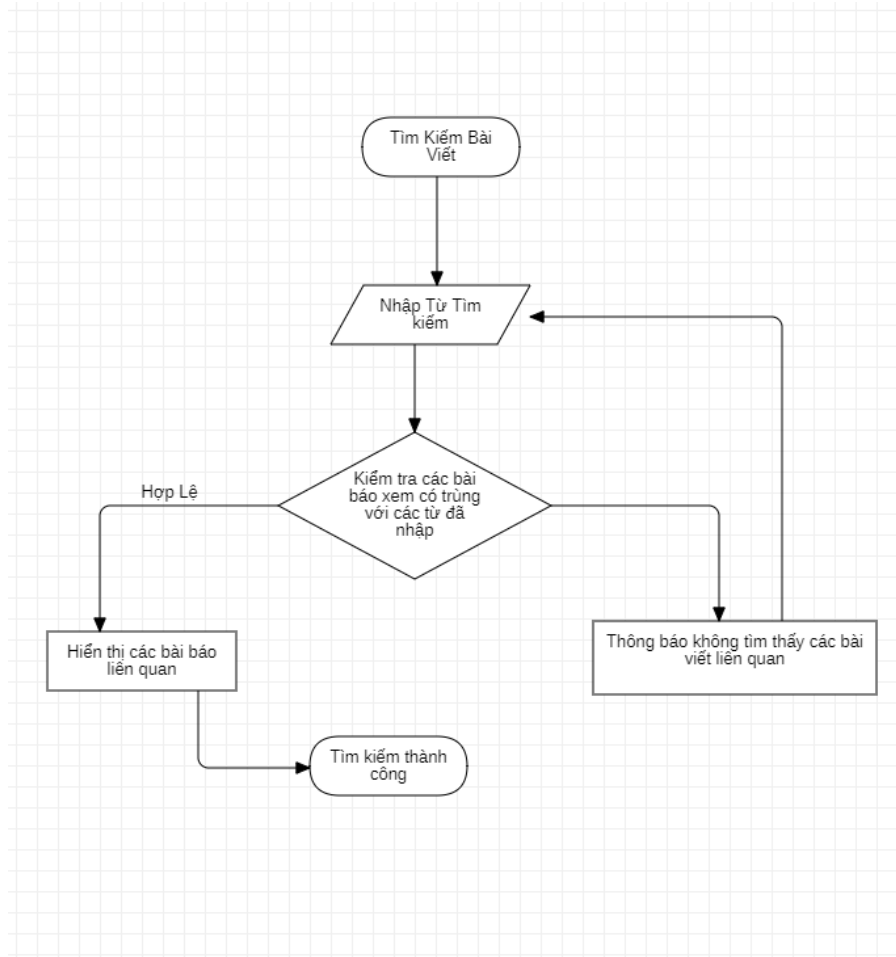 Tìm Kiếm Bài
Viết
Nhập Từ Tìm
kiếm
Kiểm tra các bài
báo xem có trùng
với các từ đã
nhập
Hợp Lệ
Hiển thị các bài báo
liên quan
Thông báo không tìm thấy các bài
viết liên quan
Tìm kiếm thành
công